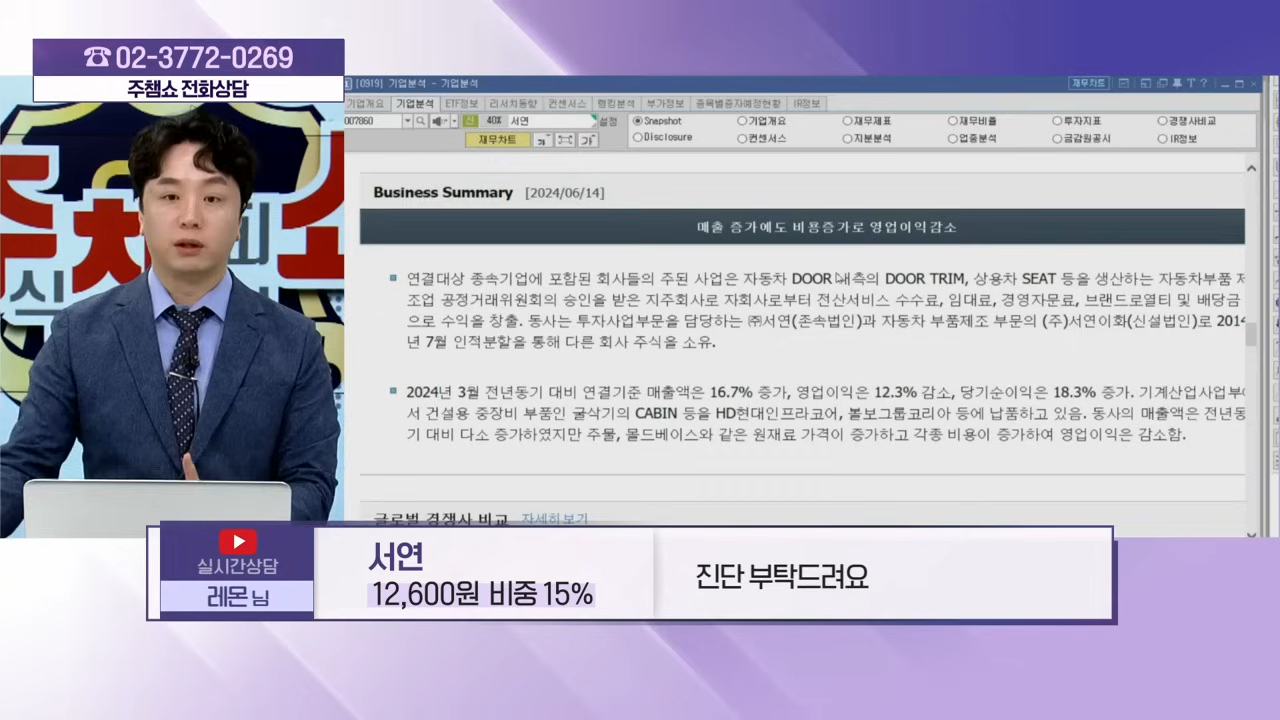 ☎ 02-3772-0269
주챔쇼 전화상담
[0919] 기업분석 - 기업분석
재무차트
기업개요 기업분석 ETF정보 리서치동향 컨센서스 랭킹분석 부가정보 종목별증자예정현황 IR정보
007860 신 40% 서연 설정
Snapshot 기업개요 재무제표 재무비율 투자지표 경쟁사비교
Disclosure 컨센서스 지분분석 업종분석 금감원공시 IR정보
재무차트
Business Summary [2024/06/14]
매출 증가에도 비용증가로 영업이익감소
연결대상 종속기업에 포함된 회사들의 주된 사업은 자동차 DOOR 내측의 DOOR TRIM, 상용차 SEAT 등을 생산하는 자동차부품 제
조업 공정거래위원회의 승인을 받은 지주회사로 자회사로부터 전산서비스 수수료, 임대료, 경영자문료, 브랜드로열티 및 배당금
으로 수익을 창출. 동사는 투자사업부문을 담당하는 ㈜서연(존속법인)과 자동차 부품제조 부문의 (주)서연이화(신설법인)로 2014
년 7월 인적분할을 통해 다른 회사 주식을 소유.
2024년 3월 전년동기 대비 연결기준 매출액은 16.7% 증가, 영업이익은 12.3% 감소, 당기순이익은 18.3% 증가. 기계산업사업부에
서 건설용 중장비 부품인 굴삭기의 CABIN 등을 HD현대인프라코어, 볼보그룹코리아 등에 납품하고 있음. 동사의 매출액은 전년동
기 대비 다소 증가하였지만 주물, 몰드베이스와 같은 원재료 가격이 증가하고 각종 비용이 증가하여 영업이익은 감소함.
글로벌 경쟁사 비교 자세히보기
실시간상담
레몬 님
서연
12,600원 비중 15%
진단 부탁드려요